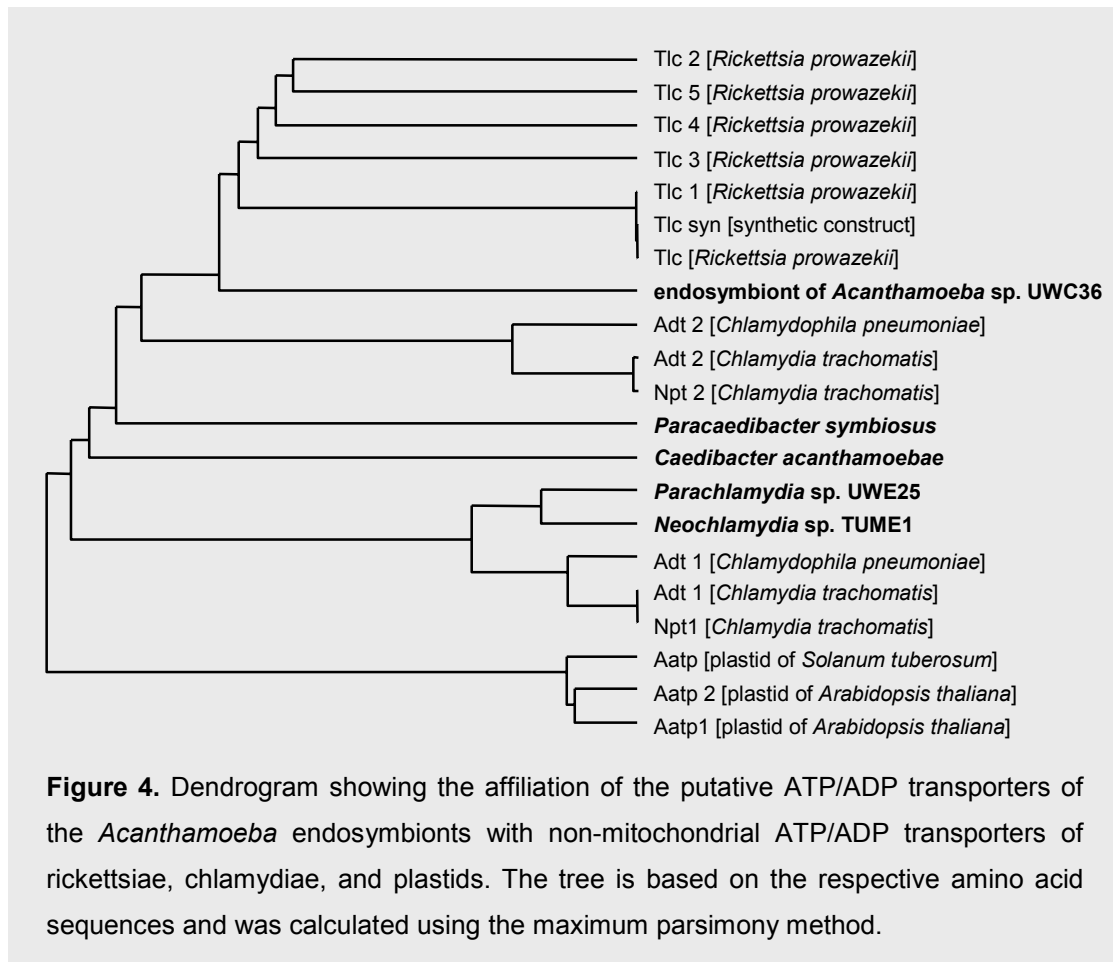 Tlc 2 [Rickettsia prowazekii]
Tlc 5 [Rickettsia prowazekii]
Tlc 4 [Rickettsia prowazekii]
Tlc 3 [Rickettsia prowazekii]
Tlc 1 [Rickettsia prowazekii]
Tlc syn [synthetic construct]
Tlc [Rickettsia prowazekii]
endosymbiont of Acanthamoeba sp. UWC36
Adt 2 [Chlamydophila pneumoniae]
Adt 2 [Chlamydia trachomatis]
Npt 2 [Chlamydia trachomatis]
Paracaedibacter symbiosus
Caedibacter acanthamoebae
Parachlamydia sp. UWE25
Neochlamydia sp. TUME1
Adt 1 [Chlamydophila pneumoniae]
Adt 1 [Chlamydia trachomatis]
Npt1 [Chlamydia trachomatis]
Aatp [plastid of Solanum tuberosum]
Aatp 2 [plastid of Arabidopsis thaliana]
Aatp1 [plastid of Arabidopsis thaliana]
Figure 4. Dendrogram showing the affiliation of the putative ATP/ADP transporters of
the Acanthamoeba endosymbionts with non-mitochondrial ATP/ADP transporters of
rickettsiae, chlamydiae, and plastids. The tree is based on the respective amino acid
sequences and was calculated using the maximum parsimony method.